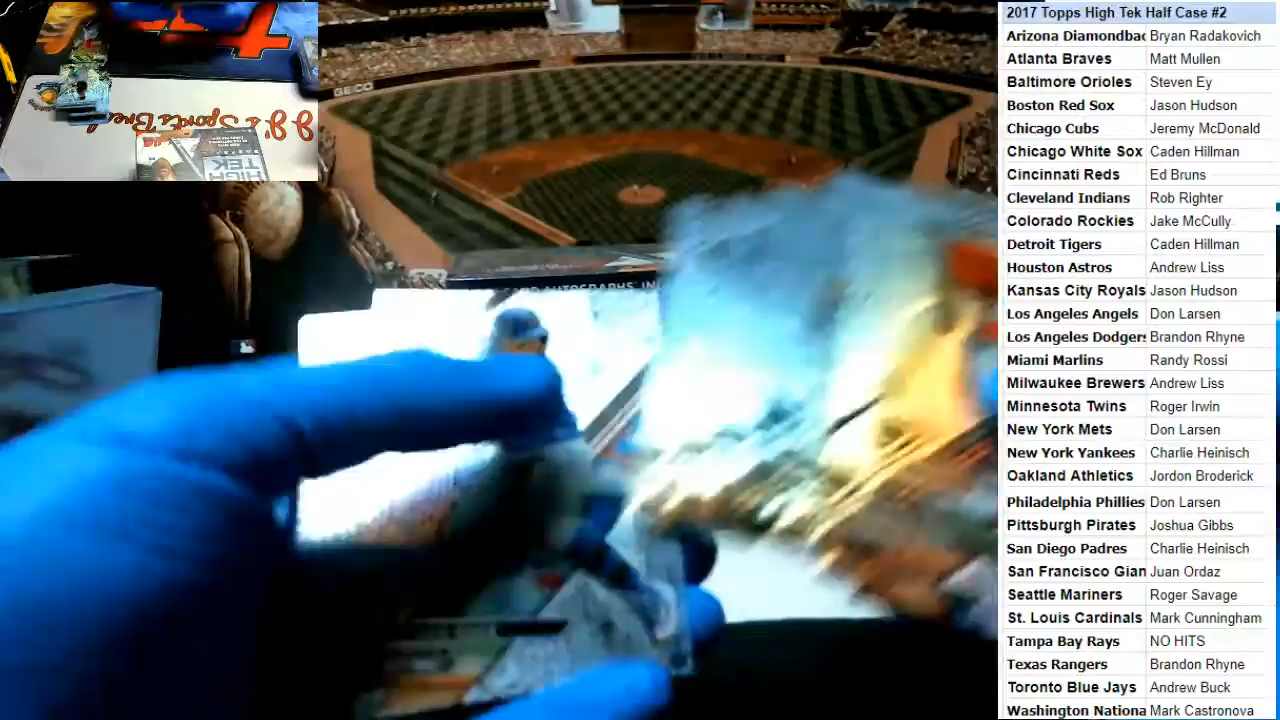 2017 Topps High Tek Half Case #2
Arizona Diamondbac Bryan Radakovich
Atlanta Braves Matt Mullen
Baltimore Orioles Steven Ey
Boston Red Sox Jason Hudson
Chicago Cubs Jeremy McDonald
Chicago White Sox Caden Hillman
Cincinnati Reds Ed Bruns
Cleveland Indians Rob Righter
Colorado Rockies Jake McCully
Detroit Tigers Caden Hillman
Houston Astros Andrew Liss
Kansas City Royals Jason Hudson
Los Angeles Angels Don Larsen
Los Angeles Dodgers Brandon Rhyne
Miami Marlins Randy Rossi
Milwaukee Brewers Andrew Liss
Minnesota Twins Roger Irwin
New York Mets Don Larsen
New York Yankees Charlie Heinisch
Oakland Athletics Jordon Broderick
Philadelphia Phillies Don Larsen
Pittsburgh Pirates Joshua Gibbs
San Diego Padres Charlie Heinisch
San Francisco Gian Juan Ordaz
Seattle Mariners Roger Savage
St. Louis Cardinals Mark Cunningham
Tampa Bay Rays NO HITS
Texas Rangers Brandon Rhyne
Toronto Blue Jays Andrew Buck
Washington Nationa Mark Castronova
GEICO
AUTOGRAPHS
J&J's Sports Brea
HIGH
TEK